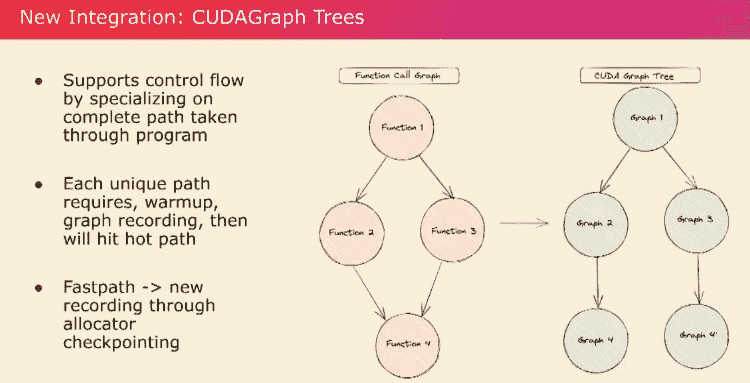 New Integration: CUDAGraph Trees
• Supports control flow
by specializing on
complete path taken
through program
• Each unique path
requires, warmup,
graph recording, then
will hit hot path
• Fastpath -> new
recording through
allocator
checkpointing
Function Call Graph
Function 1
Function 2
Function 3
Function 4
CUDA Graph Tree
Graph 1
Graph 2
Graph 3
Graph 4
Graph 4'